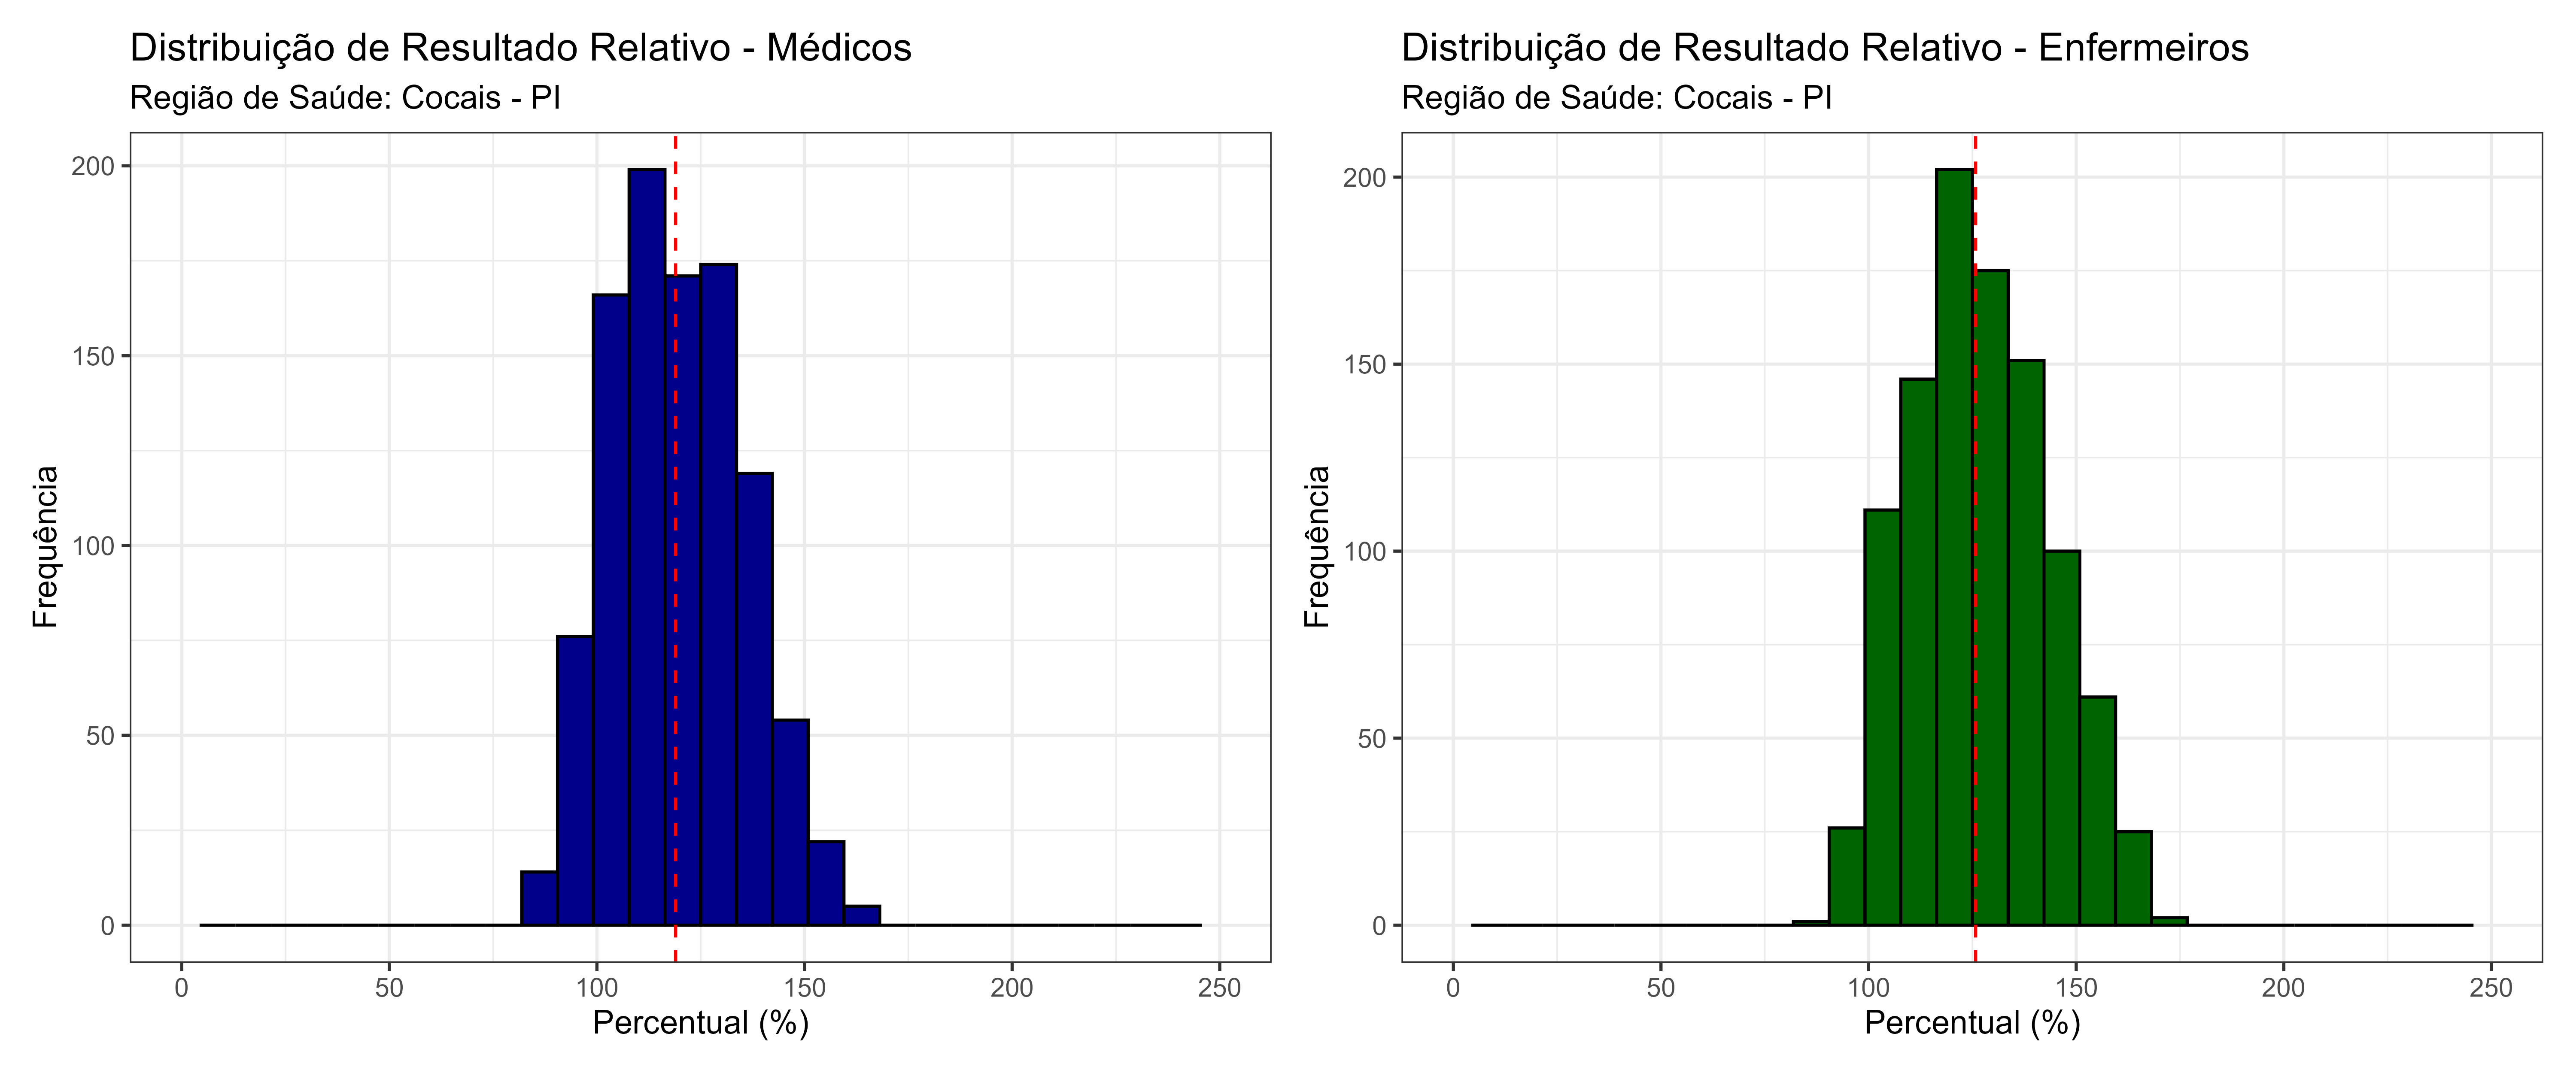 Distribuição de Resultado Relativo - Médicos
Região de Saúde: Cocais - PI
200
150
100
50
0
Frequência
0 50 100 150 200 250
Percentual (%)
Distribuição de Resultado Relativo - Enfermeiros
Região de Saúde: Cocais - PI
200
150
100
50
0
Frequência
0 50 100 150 200 250
Percentual (%)